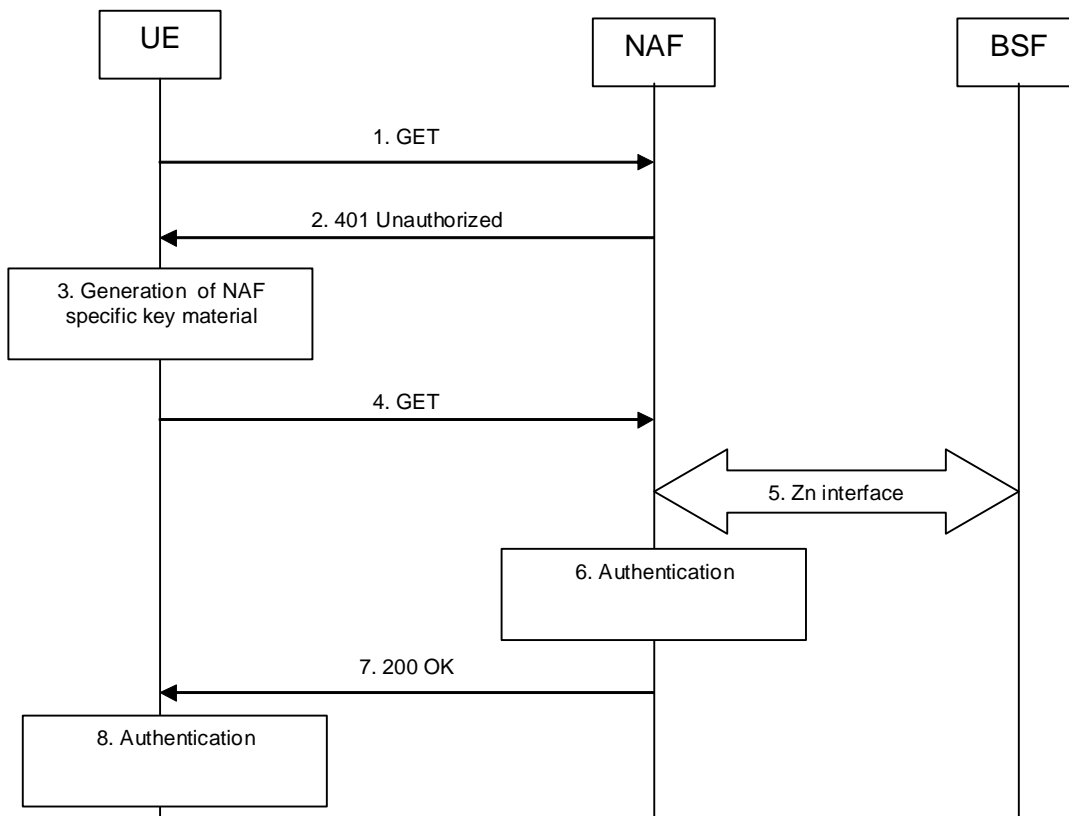 UE
NAF
BSF
1. GET
2. 401 Unauthorized
3. Generation of NAF
specific key material
4. GET
5. Zn interface
6. Authentication
7. 200 OK
8. Authentication